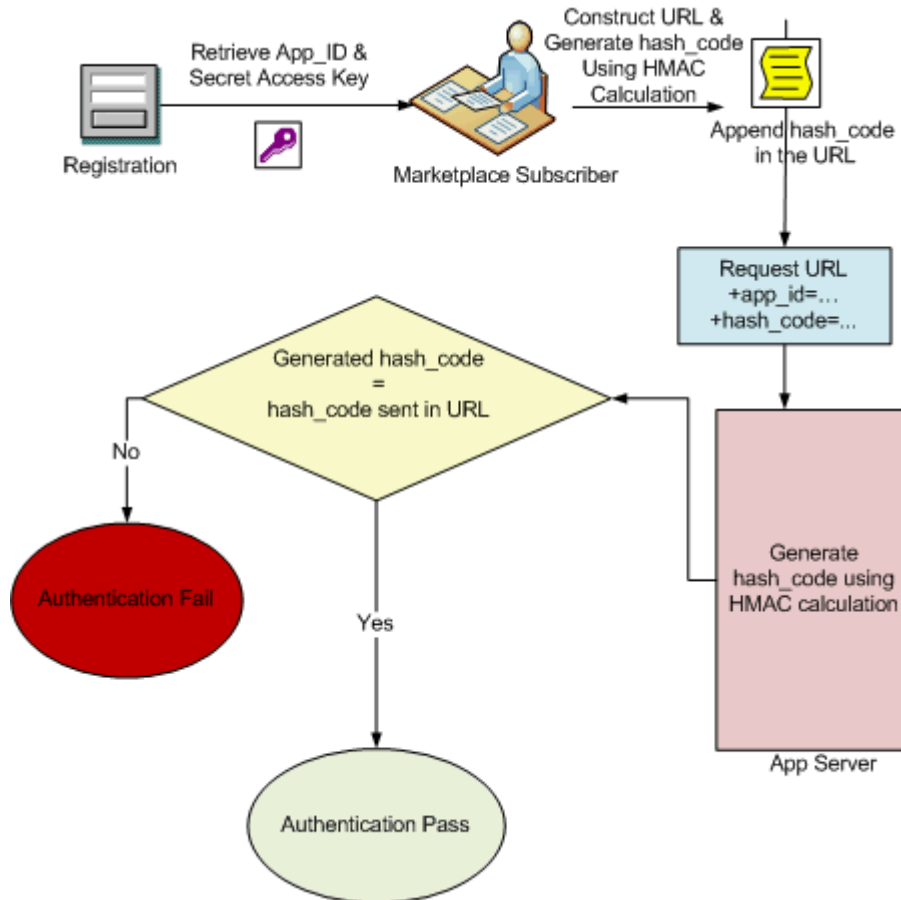 Retrieve App_ID &
Secret Access Key
Registration
Marketplace Subscriber
Construct URL &
Generate hash_code
Using HMAC
Calculation
Append hash_code
in the URL
Request URL
+app_id=...
+hash_code=...
Generated hash_code
=
hash_code sent in URL
No
Authentication Fail
Yes
Authentication Pass
Generate
hash_code using
HMAC calculation
App Server